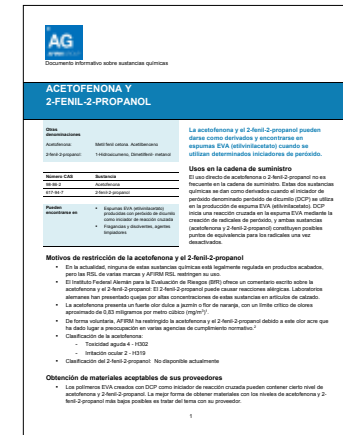 AG
Documento informativo sobre sustancias químicas
ACETOFENONA Y
2-FENIL-2-PROPANOL
Otras
denominaciones
Acetofenona: Metil fenil cetona, Acetilbenceno
2-fenil-2-propanol: 1-Hidroxicumeno, Dimetilfenil- metanol
Número CAS Sustancia
98-86-2 Acetofenona
617-94-7 2-fenil-2-propanol
Pueden
encontrarse en
• Espumas EVA (etilvinilacetato)
producidas con peróxido de dicumilo
como iniciador de reacción cruzada
• Fragancias y disolventes, agentes
limpiadores
La acetofenona y el 2-fenil-2-propanol pueden
darse como derivados y encontrarse en
espumas EVA (etilvinilacetato) cuando se
utilizan determinados iniciadores de peróxido.
Usos en la cadena de suministro
El uso directo de acetofenona o 2-fenil-2-propanol no es
frecuente en la cadena de suministro. Estas dos sustancias
químicas se dan como derivados cuando el iniciador de
peróxido denominado peróxido de dicumilo (DCP) se utiliza
en la producción de espuma EVA (etilvinilacetato). DCP
inicia una reacción cruzada en la espuma EVA mediante la
creación de radicales de peróxido, y ambas sustancias
(acetofenona y 2-fenil-2-propanol) constituyen posibles
puntos de equivalencia para los radicales una vez
desactivados.
Motivos de restricción de la acetofenona y el 2-fenil-2-propanol
• En la actualidad, ninguna de estas sustancias químicas está legalmente regulada en productos acabados,
pero las RSL de varias marcas y AFIRM RSL restringen su uso.
• El Instituto Federal Alemán para la Evaluación de Riesgos (BfR) ofrece un comentario escrito sobre la
acetofenona y el 2-fenil-2-propanol: El 2-fenil-2-propanol puede causar reacciones alérgicas. Laboratorios
alemanes han presentado quejas por altas concentraciones de estas sustancias en artículos de calzado.
• La acetofenona presenta un fuerte olor dulce a jazmín o flor de naranja, con un límite crítico de olores
aproximado de 0,83 miligramos por metro cúbico (mg/m³)¹.
• De forma voluntaria, AFIRM ha restringido la acetofenona y el 2-fenil-2-propanol debido a este olor acre que
ha dado lugar a preocupación en varias agencias de cumplimiento normativo.²
• Clasificación de la acetofenona:
- Toxicidad aguda 4 - H302
- Irritación ocular 2 - H319
• Clasificación del 2-fenil-2-propanol: No disponible actualmente
Obtención de materiales aceptables de sus proveedores
• Los polímeros EVA creados con DCP como iniciador de reacción cruzada pueden contener cierto nivel de
acetofenona y 2-fenil-2-propanol. La mejor forma de obtener materiales con los niveles de acetofenona y 2-
fenil-2-propanol más bajos posibles es tratar del tema con su proveedor.
1